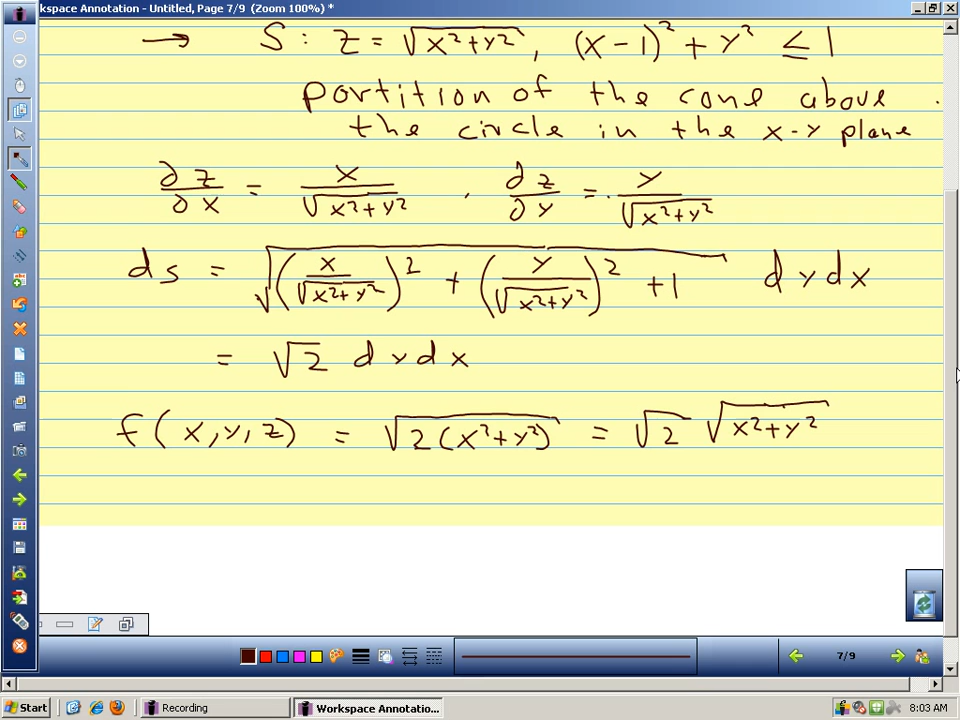 kspace Annotation - Untitled, Page 7/9 (Zoom 100%) *
→ S : z = √(x²+y²) , (x-1)² + y² ≤ 1
portition of the cone above
the circle in the x-y plane
∂z/∂x = x/√(x²+y²) , ∂z/∂y = y/√(x²+y²)
ds = √((x/√(x²+y²))² + (y/√(x²+y²))² + 1) dydx
= √2 dydx
f(x,y,z) = √(2(x²+y²)) = √2 √(x²+y²)
7/9
Start Recording Workspace Annotatio... 8:03 AM